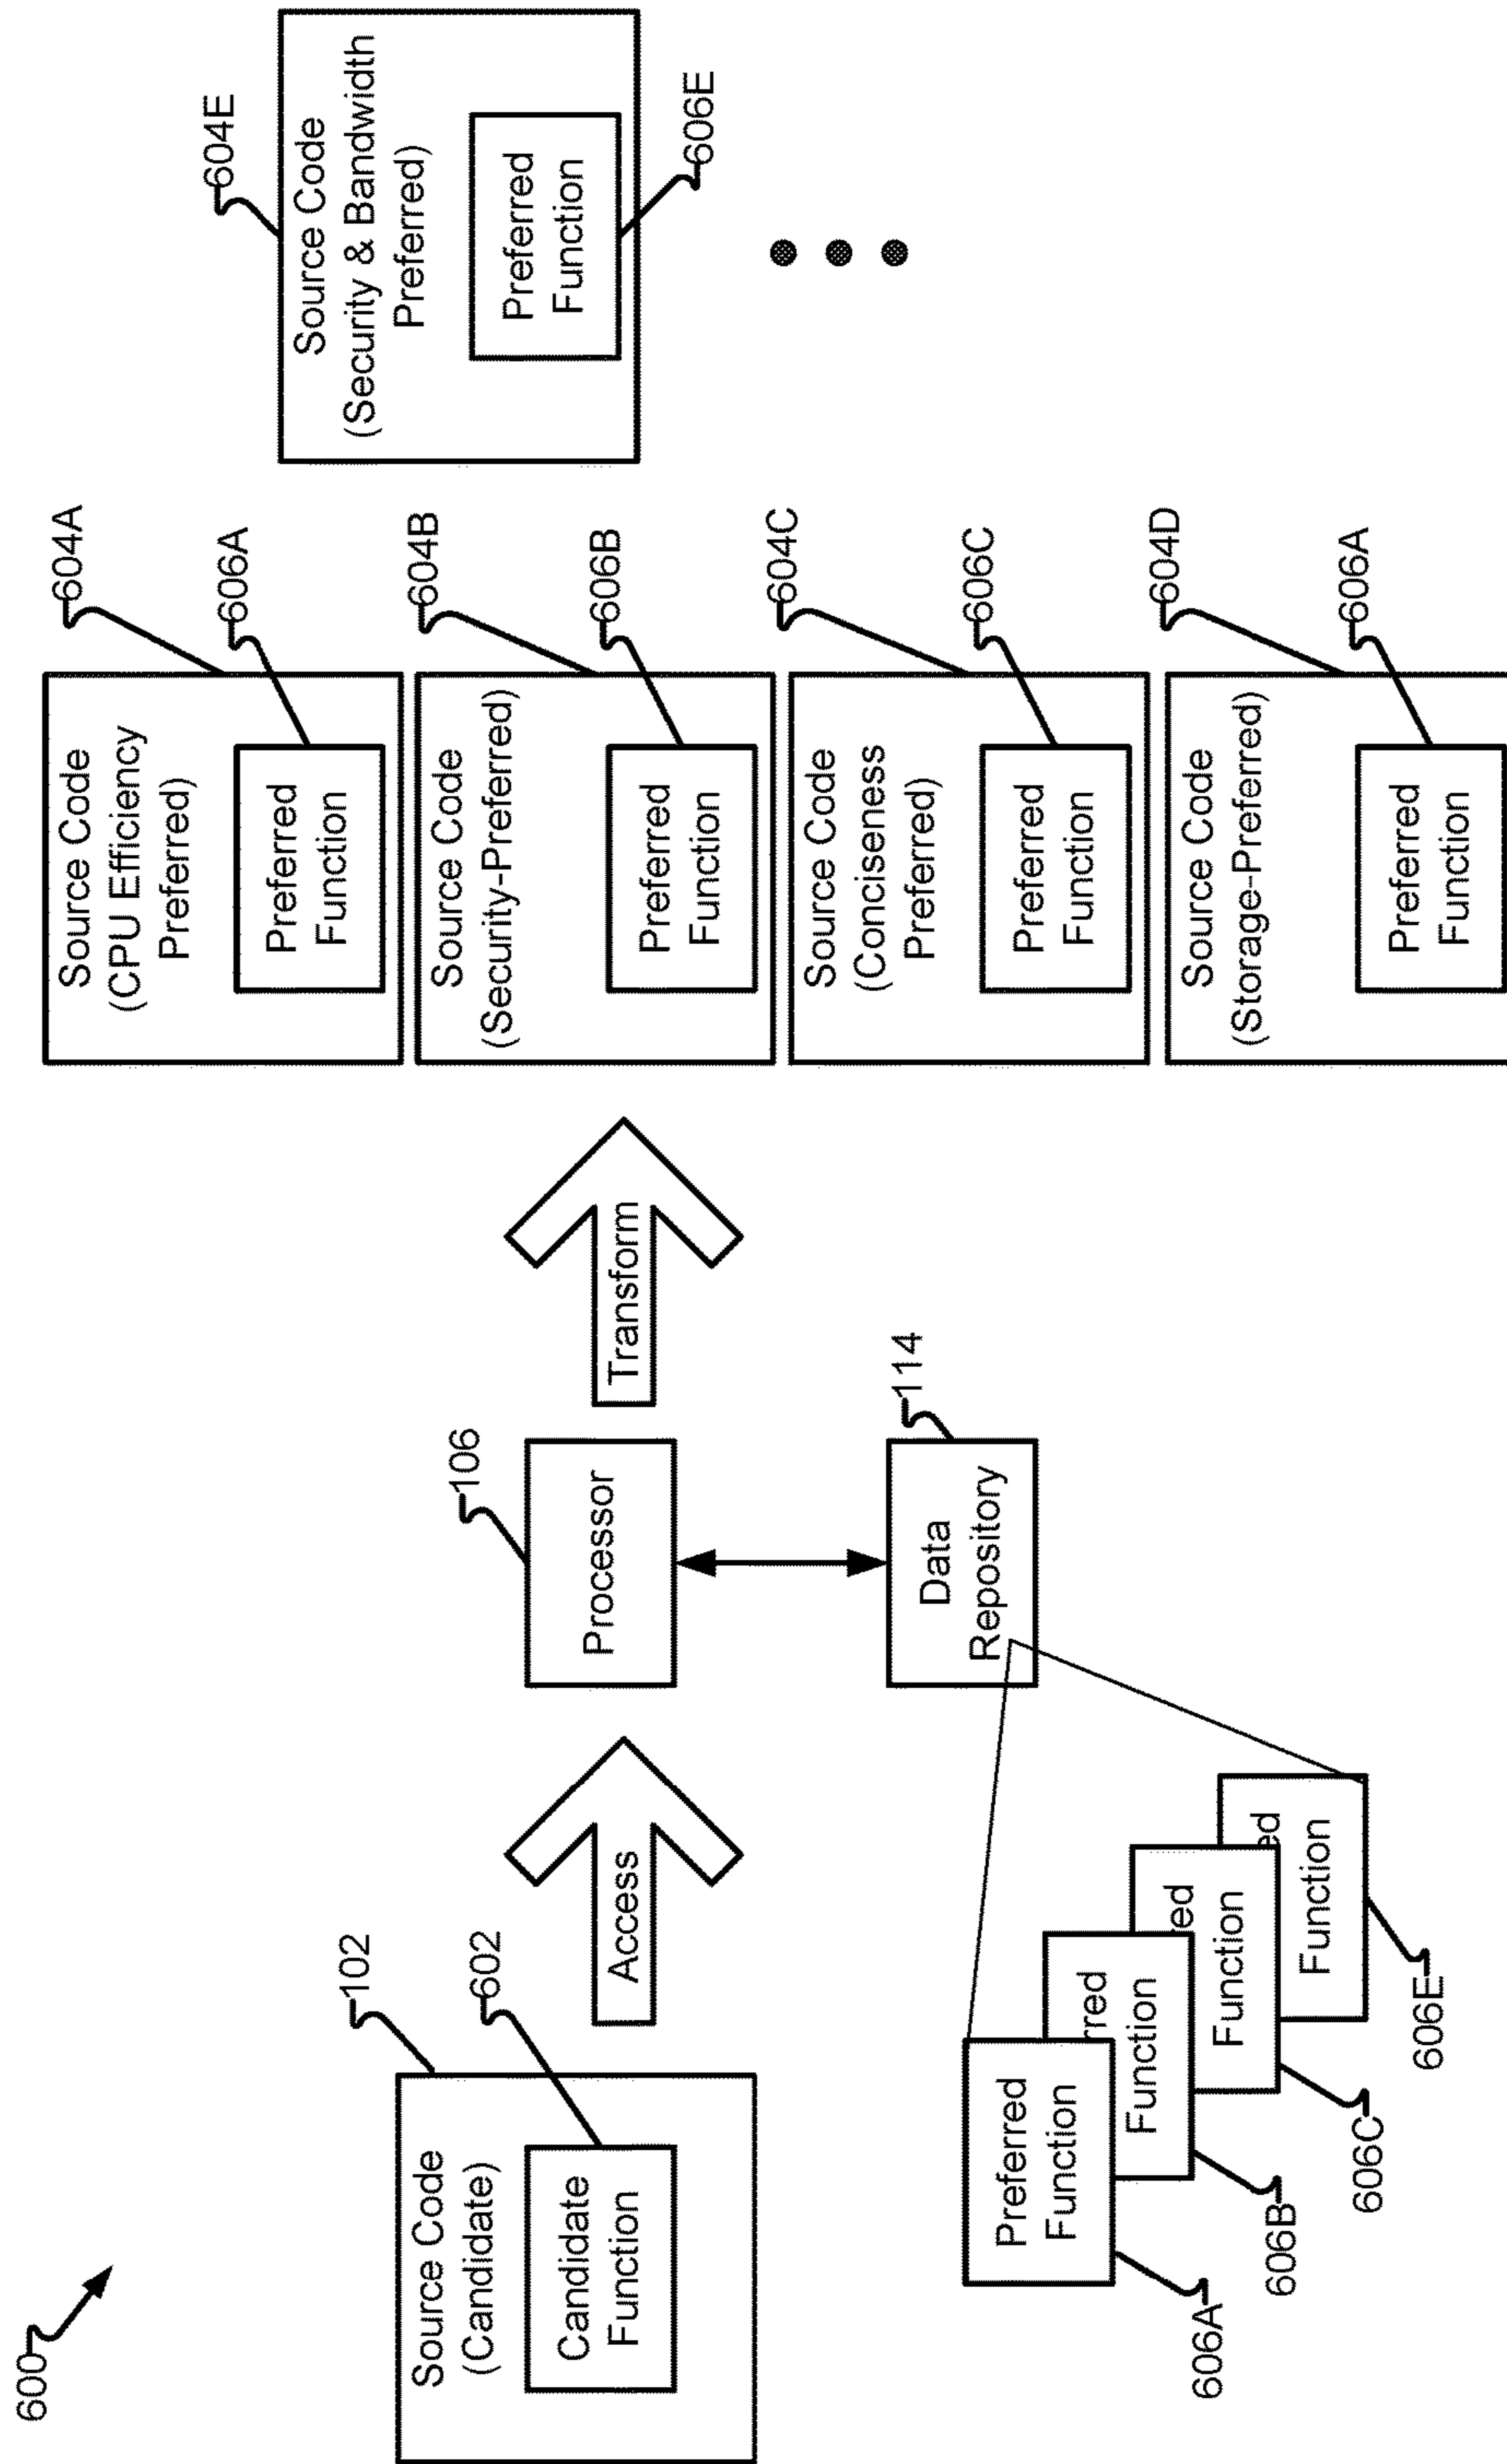 600
102
Source Code
(Candidate)
602
Candidate
Function
Access
106
Processor
114
Data
Repository
Transform
606A
Preferred
Function
606B
rred
Function
606C
ed
Function
606E
ed
Function
604A
Source Code
(CPU Efficiency
Preferred)
606A
Preferred
Function
604B
Source Code
(Security-Preferred)
606B
Preferred
Function
604C
Source Code
(Conciseness
Preferred)
606C
Preferred
Function
604D
Source Code
(Storage-Preferred)
606A
Preferred
Function
604E
Source Code
(Security & Bandwidth
Preferred)
606E
Preferred
Function